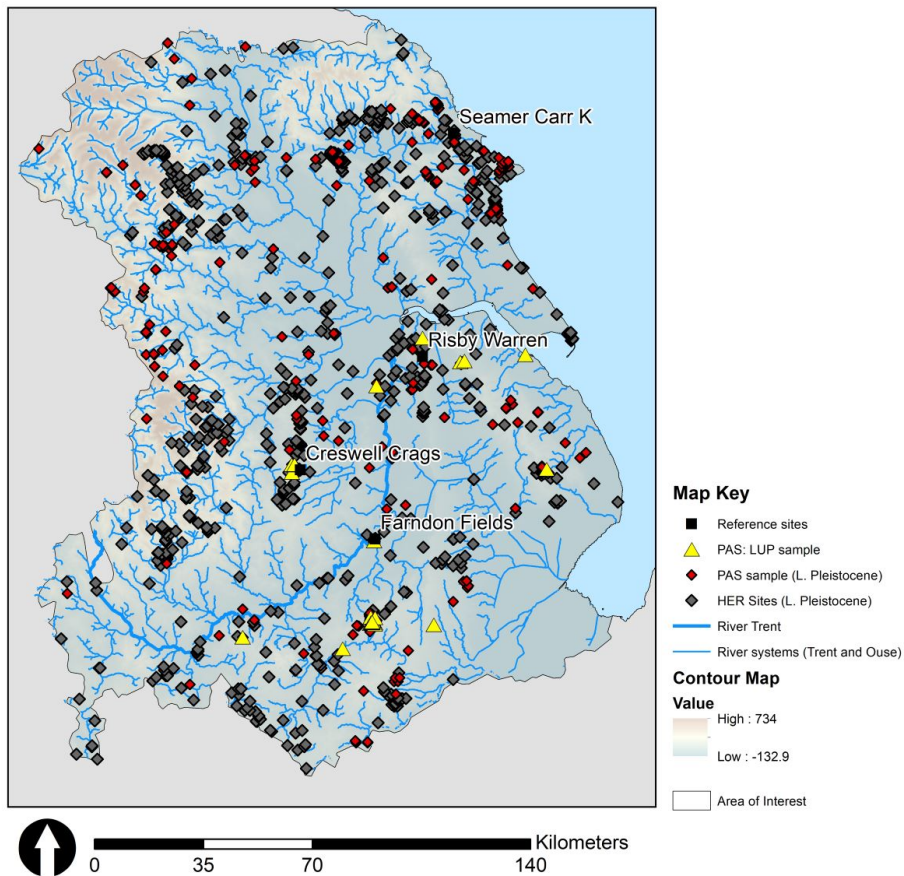 Seamer Carr K
Risby Warren
Creswell Crags
Farndon Fields
Map Key
Reference sites
PAS: LUP sample
PAS sample (L. Pleistocene)
HER Sites (L. Pleistocene)
River Trent
River systems (Trent and Ouse)
Contour Map
Value
High : 734
Low : -132.9
Area of Interest
Kilometers
0 35 70 140